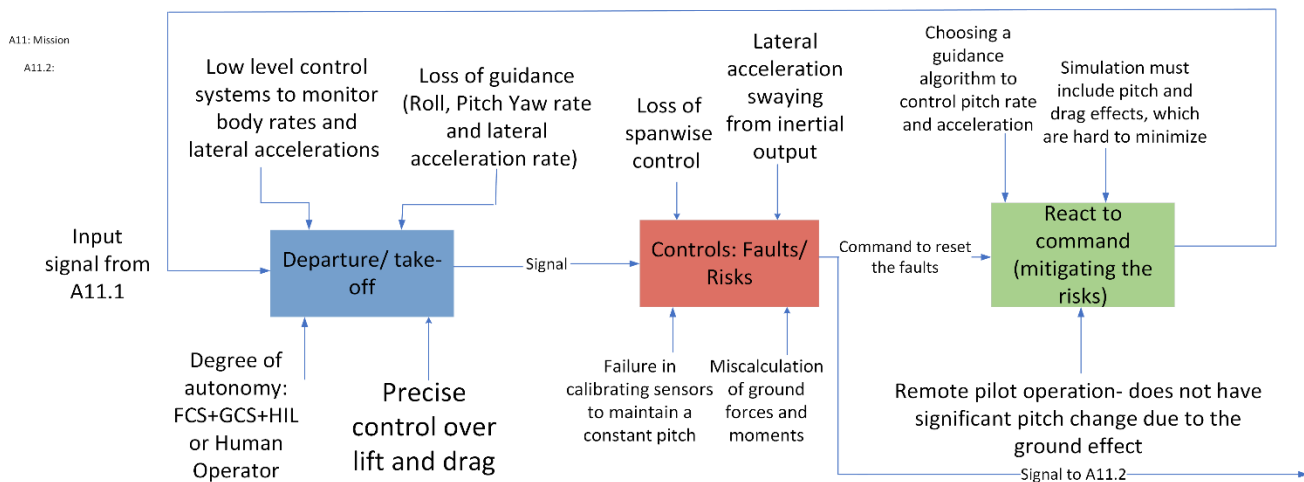 A11: Mission
A11.2:
Low level control
systems to monitor
body rates and
lateral accelerations
Loss of guidance
(Roll, Pitch Yaw rate
and lateral
acceleration rate)
Loss of
spanwise
control
Lateral
acceleration
swaying
from inertial
output
Choosing a
guidance
algorithm to
control pitch rate
and acceleration
Simulation must
include pitch and
drag effects, which
are hard to minimize
Input
signal from
A11.1
Departure/ take-
off
Signal
Controls: Faults/
Risks
Command to reset
the faults
React to
command
(mitigating the
risks)
Degree of
autonomy:
FCS+GCS+HIL
or Human
Operator
Precise
control over
lift and drag
Failure in
calibrating sensors
to maintain a
constant pitch
Miscalculation
of ground
forces and
moments
Remote pilot operation- does not have
significant pitch change due to the
ground effect
Signal to A11.2